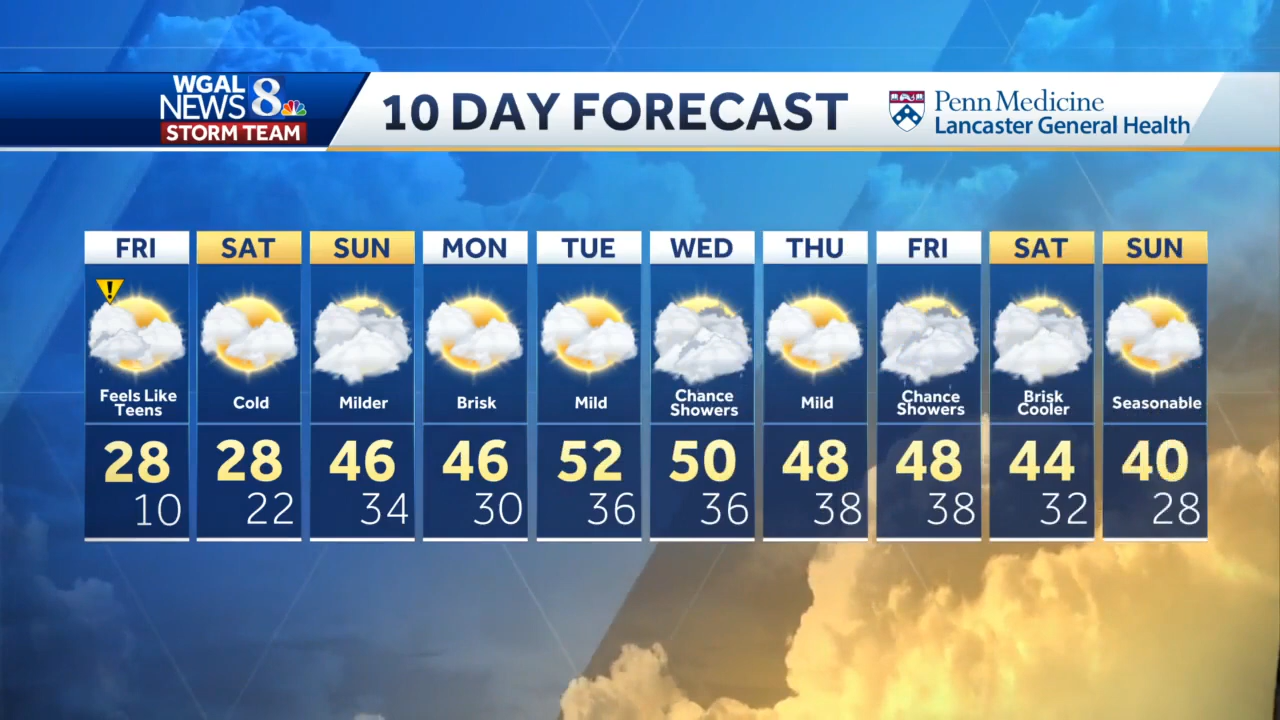 WGAL
NEWS 8
STORM TEAM
10 DAY FORECAST
Penn Medicine
Lancaster General Health
FRI SAT SUN MON TUE WED THU FRI SAT SUN
!
Feels Like
Teens
Cold
Milder
Brisk
Mild
Chance
Showers
Mild
Chance
Showers
Brisk
Cooler
Seasonable
28 28 46 46 52 50 48 48 44 40
10 22 34 30 36 36 38 38 32 28